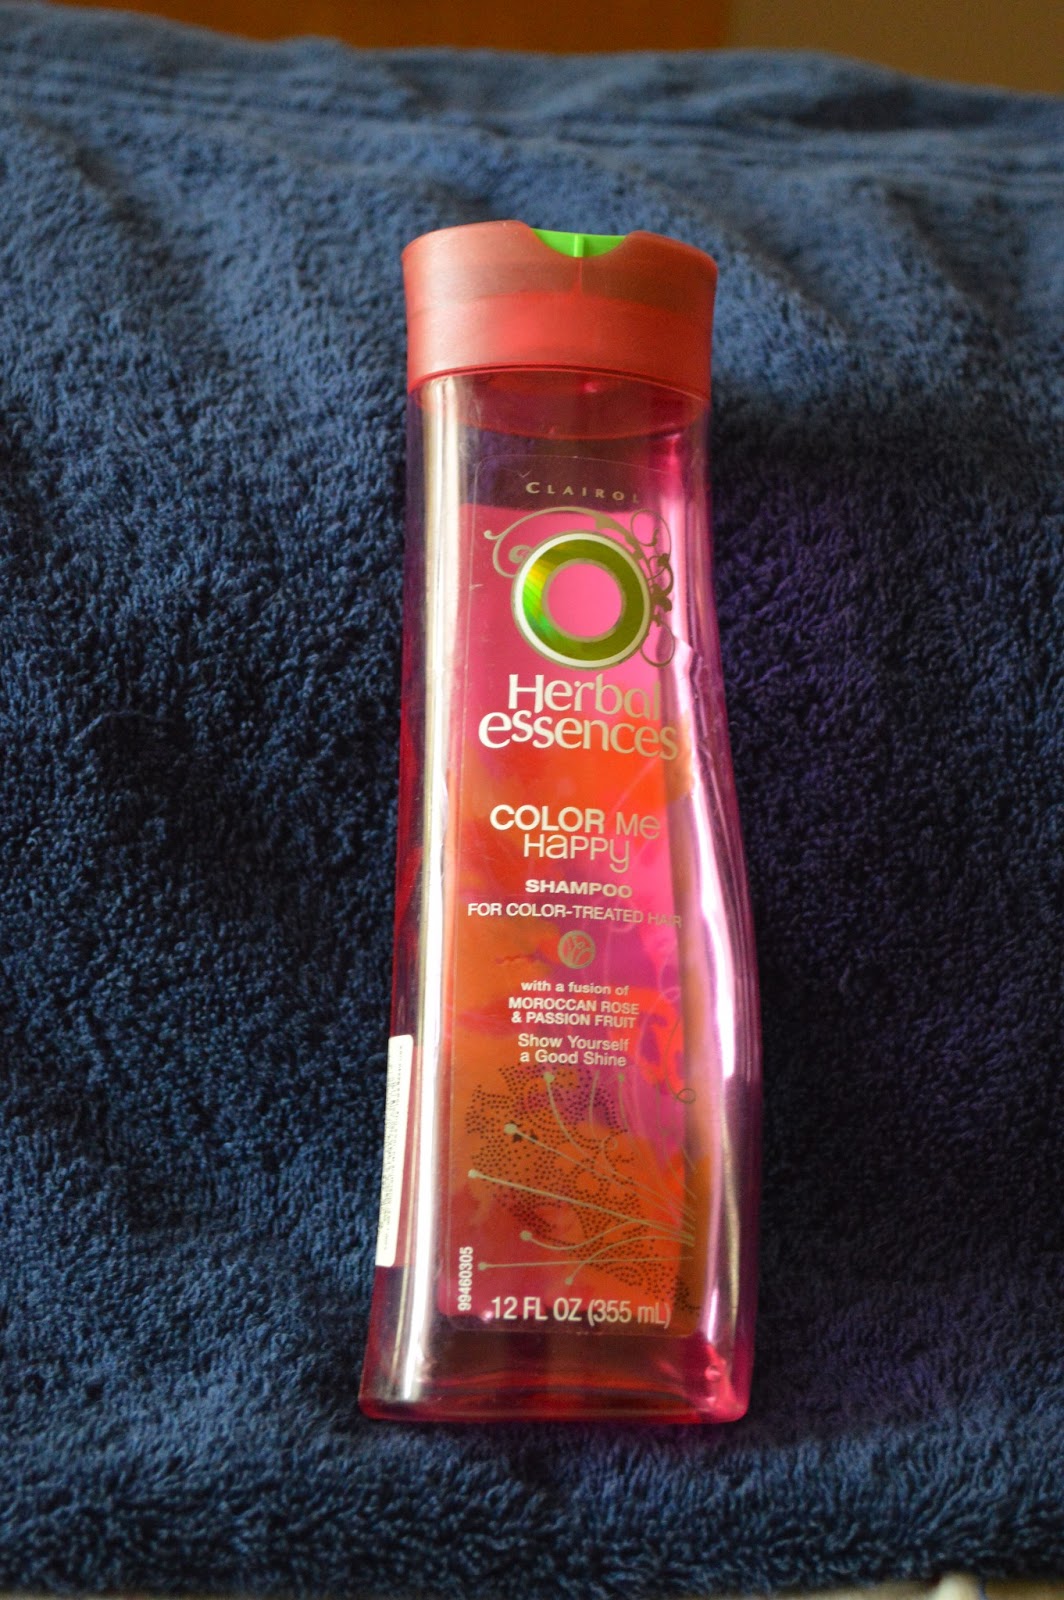 CLAIROL
Herbal
essences
COLOR Me
HaPPy
SHAMPOO
FOR COLOR-TREATED HAIR
with a fusion of
MOROCCAN ROSE
& PASSION FRUIT
Show Yourself
a Good Shine
99460305
12 FL OZ (355 mL)